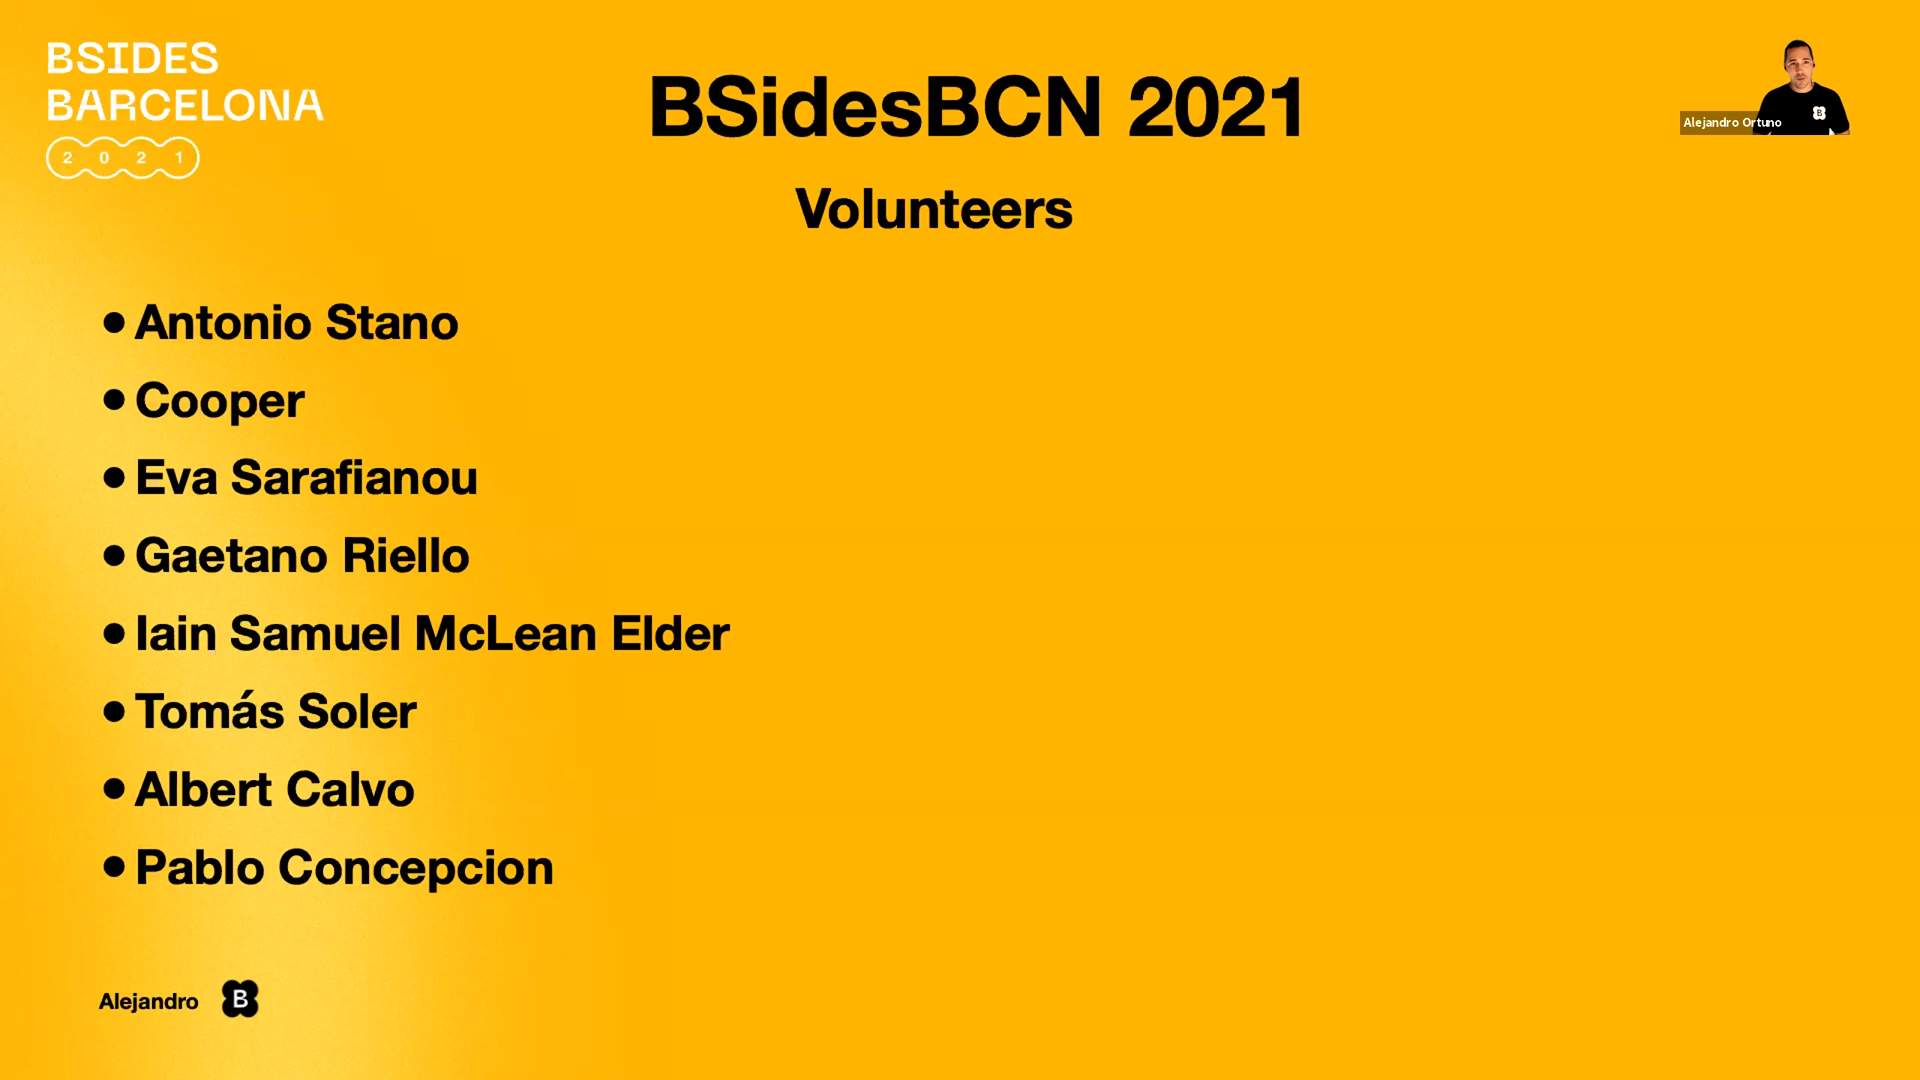 BSIDES
BARCELONA
2 0 2 1
BSidesBCN 2021
Alejandro Ortuno
B
Volunteers
• Antonio Stano
• Cooper
• Eva Sarafianou
• Gaetano Riello
• Iain Samuel McLean Elder
• Tomás Soler
• Albert Calvo
• Pablo Concepcion
Alejandro B